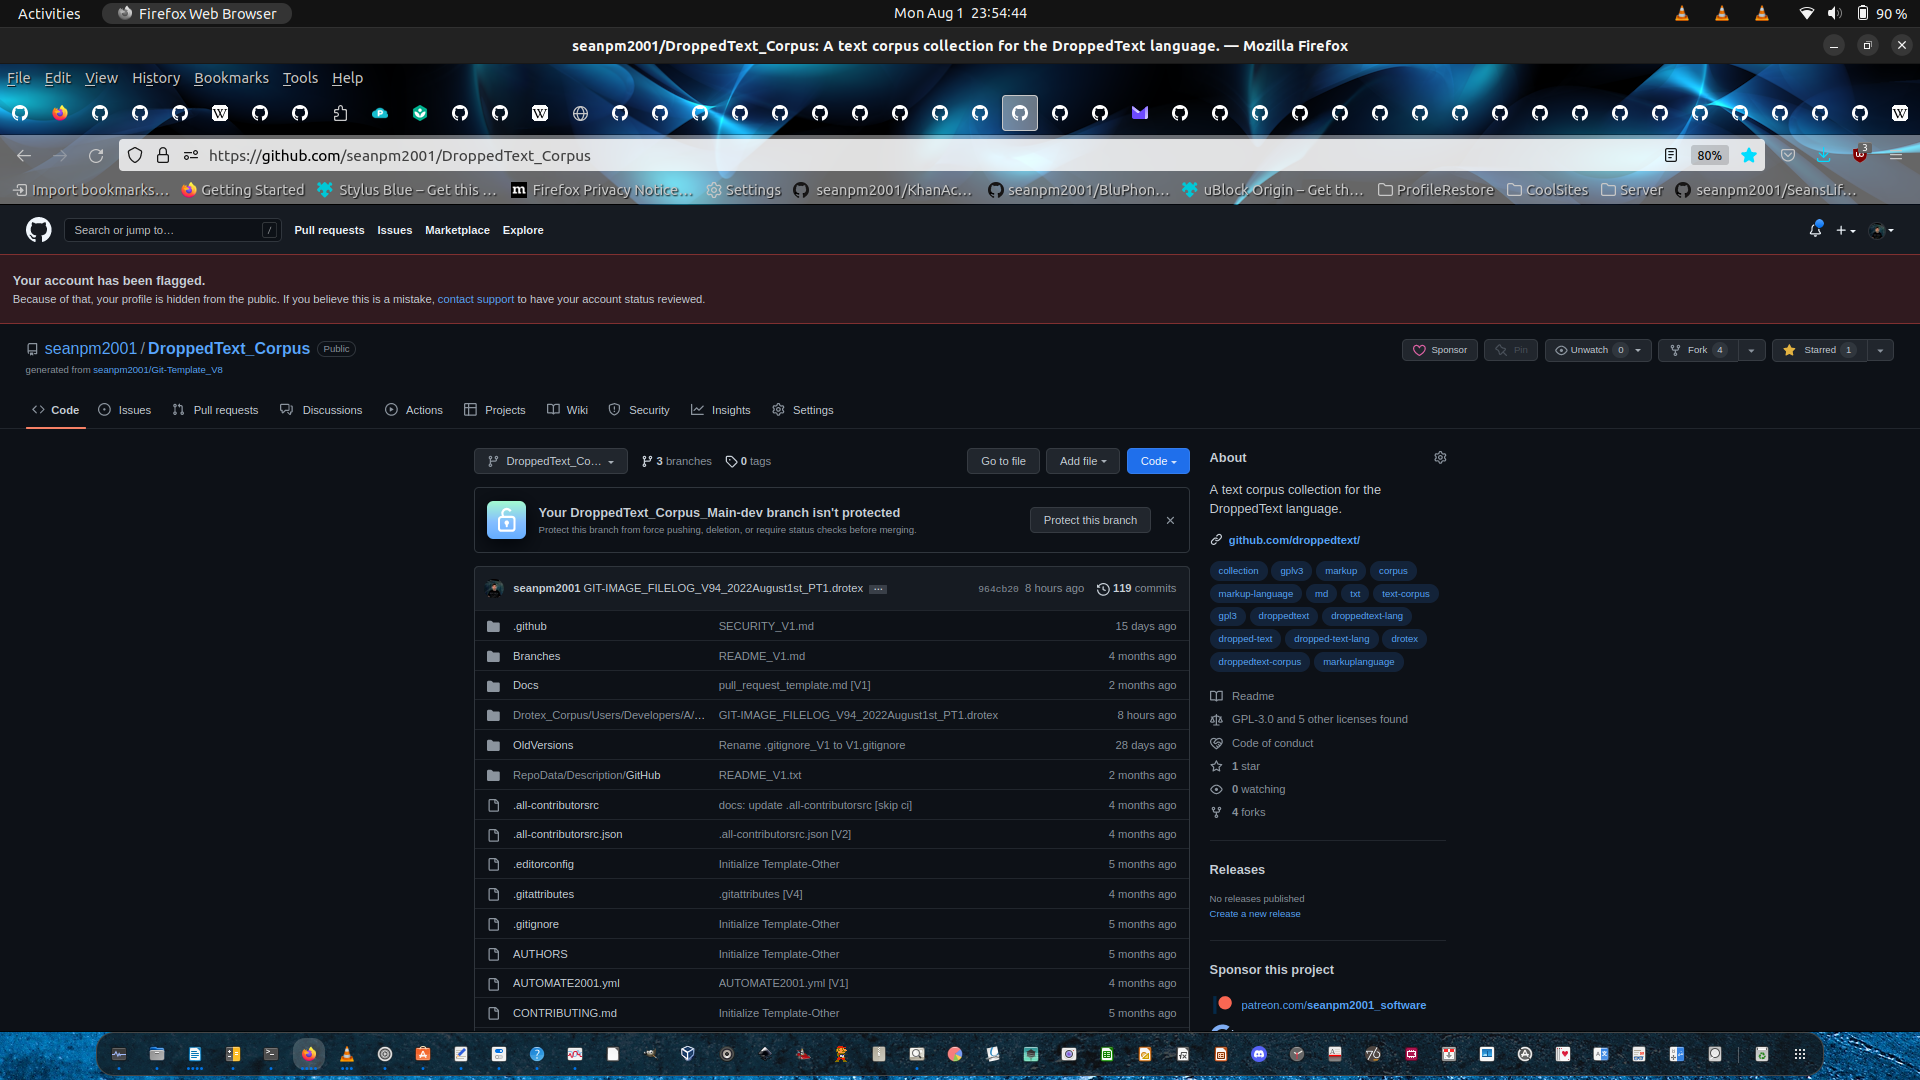 Activities Firefox Web Browser Mon Aug 1 23:54:44 90 %
seanpm2001/DroppedText_Corpus: A text corpus collection for the DroppedText language. — Mozilla Firefox
File Edit View History Bookmarks Tools Help
https://github.com/seanpm2001/DroppedText_Corpus 80% 3
Import bookmarks… Getting Started Stylus Blue – Get this … Firefox Privacy Notice… Settings seanpm2001/KhanAc… seanpm2001/BluPhon… uBlock Origin – Get th… ProfileRestore CoolSites Server seanpm2001/SeansLif…
Search or jump to… / Pull requests Issues Marketplace Explore
Your account has been flagged.
Because of that, your profile is hidden from the public. If you believe this is a mistake, contact support to have your account status reviewed.
seanpm2001 / DroppedText_Corpus Public Sponsor Pin Unwatch 0 Fork 4 Starred 1
generated from seanpm2001/Git-Template_V8
Code Issues Pull requests Discussions Actions Projects Wiki Security Insights Settings
DroppedText_Co… 3 branches 0 tags Go to file Add file Code
Your DroppedText_Corpus_Main-dev branch isn't protected
Protect this branch from force pushing, deletion, or require status checks before merging.
Protect this branch
seanpm2001 GIT-IMAGE_FILELOG_V94_2022August1st_PT1.drotex … 964cb20 8 hours ago 119 commits
.github SECURITY_V1.md 15 days ago
Branches README_V1.md 4 months ago
Docs pull_request_template.md [V1] 2 months ago
Drotex_Corpus/Users/Developers/A/… GIT-IMAGE_FILELOG_V94_2022August1st_PT1.drotex 8 hours ago
OldVersions Rename .gitignore_V1 to V1.gitignore 28 days ago
RepoData/Description/GitHub README_V1.txt 2 months ago
.all-contributorsrc docs: update .all-contributorsrc [skip ci] 4 months ago
.all-contributorsrc.json .all-contributorsrc.json [V2] 4 months ago
.editorconfig Initialize Template-Other 5 months ago
.gitattributes .gitattributes [V4] 4 months ago
.gitignore Initialize Template-Other 5 months ago
AUTHORS Initialize Template-Other 5 months ago
AUTOMATE2001.yml AUTOMATE2001.yml [V1] 4 months ago
CONTRIBUTING.md Initialize Template-Other 5 months ago
About
A text corpus collection for the
DroppedText language.
github.com/droppedtext/
collection gplv3 markup corpus
markup-language md txt text-corpus
gpl3 droppedtext droppedtext-lang
dropped-text dropped-text-lang drotex
droppedtext-corpus markuplanguage
Readme
GPL-3.0 and 5 other licenses found
Code of conduct
1 star
0 watching
4 forks
Releases
No releases published
Create a new release
Sponsor this project
patreon.com/seanpm2001_software